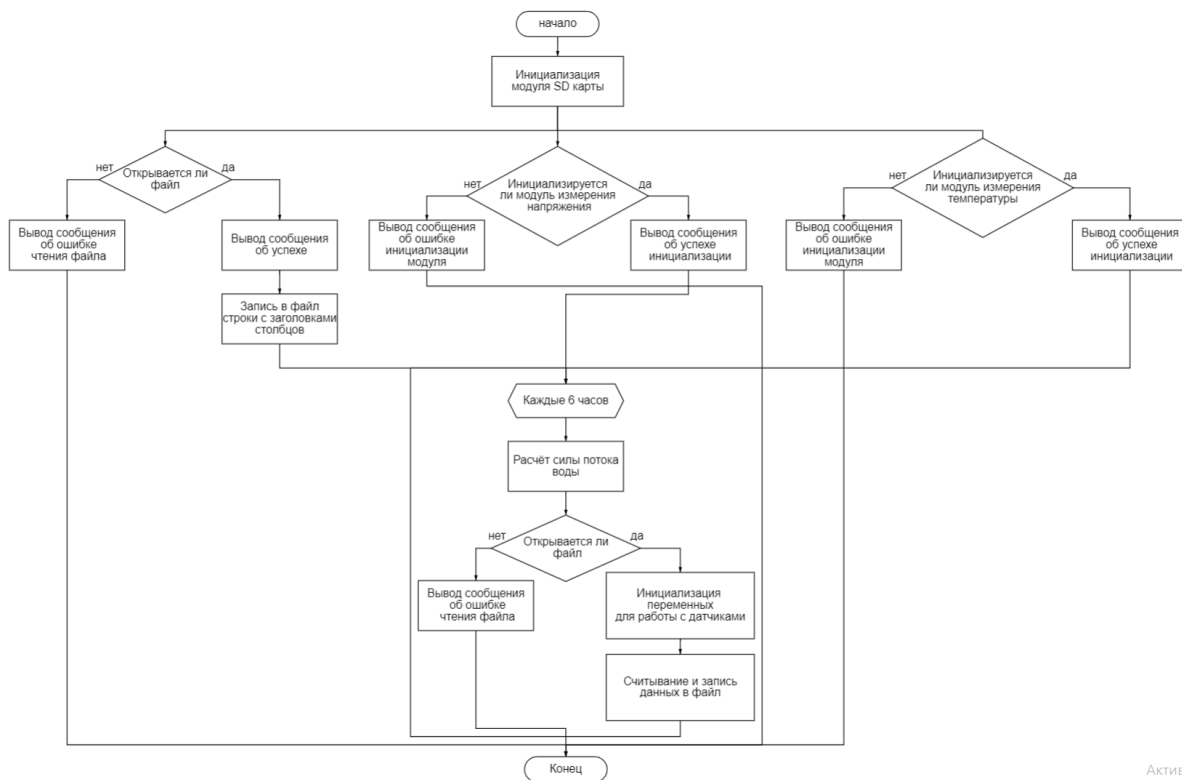 начало
Инициализация
модуля SD карты
нет
Открывается ли
файл
да
нет
Инициализируется
ли модуль измерения
напряжения
да
нет
Инициализируется
ли модуль измерения
температуры
да
Вывод сообщения
об ошибке
чтения файла
Вывод сообщения
об успехе
Вывод сообщения
об ошибке
инициализации
модуля
Вывод сообщения
об успехе
инициализации
Вывод сообщения
об ошибке
инициализации
модуля
Вывод сообщения
об успехе
инициализации
Запись в файл
строки с заголовками
столбцов
Каждые 6 часов
Расчёт силы потока
воды
нет
Открывается ли
файл
да
Вывод сообщения
об ошибке
чтения файла
Инициализация
переменных
для работы с датчиками
Считывание и запись
данных в файл
Конец
Актив